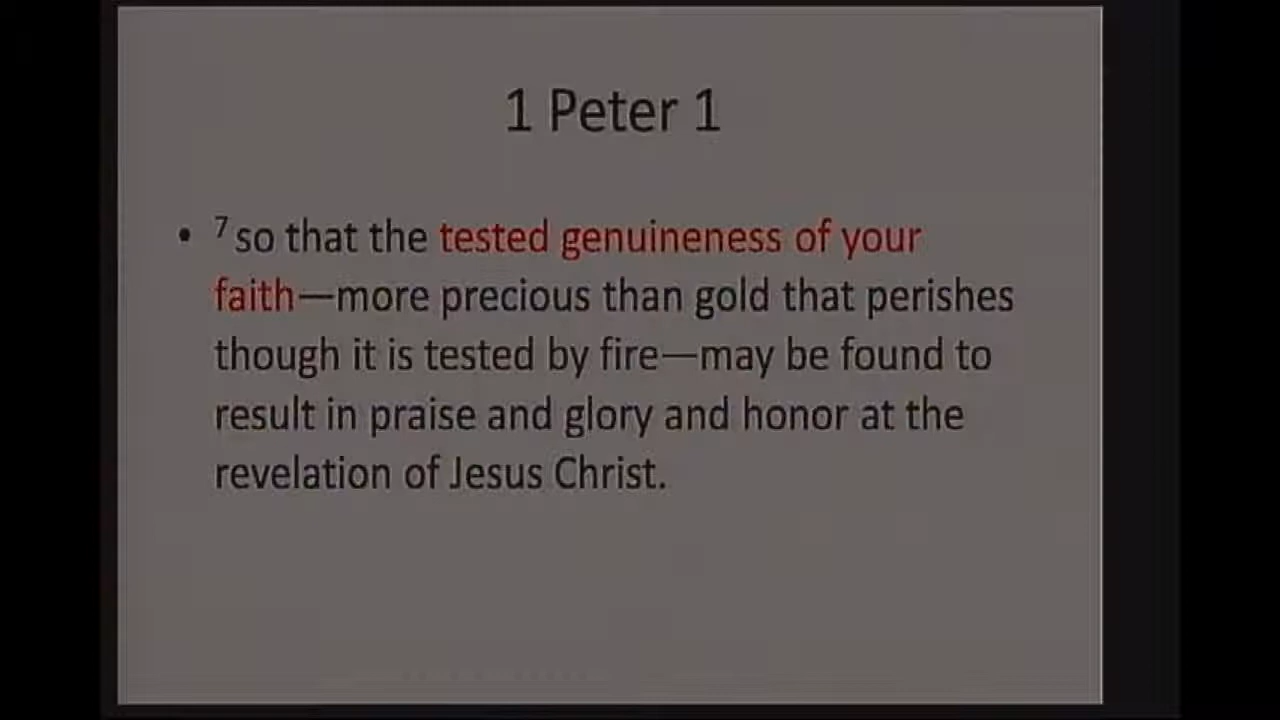 1 Peter 1
• 7 so that the tested genuineness of your
faith—more precious than gold that perishes
though it is tested by fire—may be found to
result in praise and glory and honor at the
revelation of Jesus Christ.